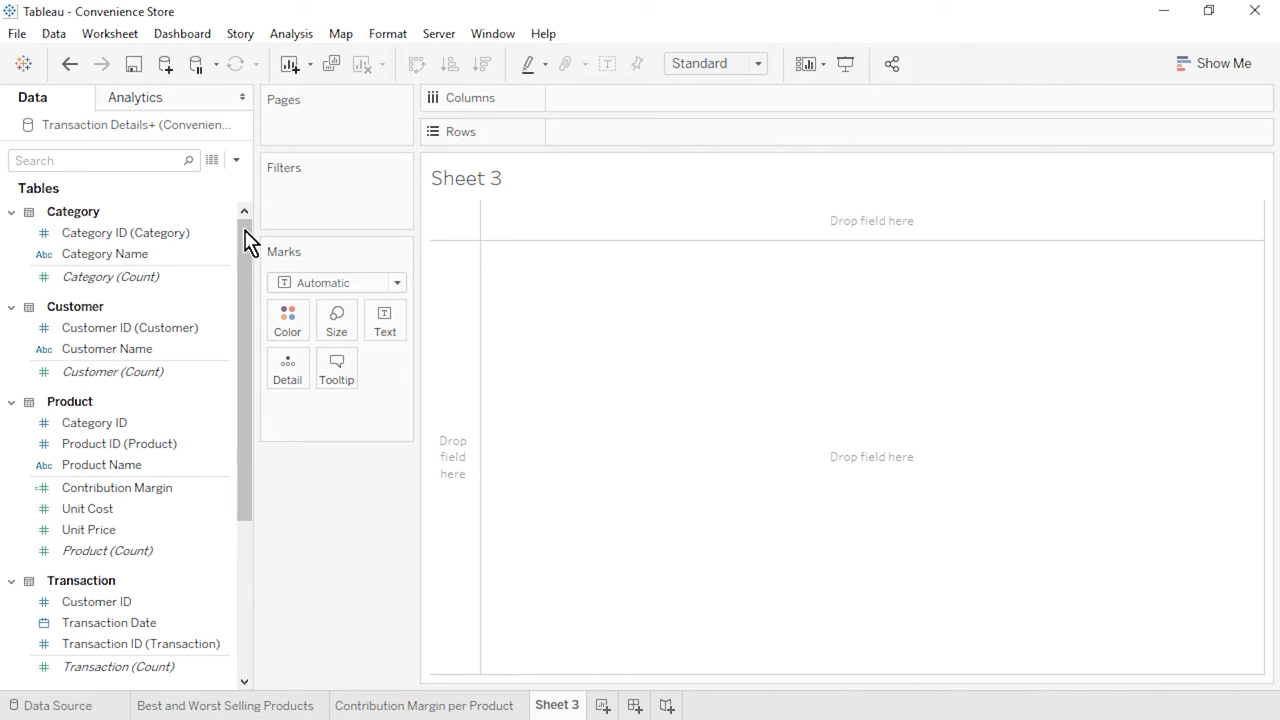 Tableau - Convenience Store
File Data Worksheet Dashboard Story Analysis Map Format Server Window Help
Standard
Show Me
Data
Analytics
Transaction Details+ (Convenien...
Search
Tables
Category
Category ID (Category)
Abc Category Name
Category (Count)
Customer
Customer ID (Customer)
Abc Customer Name
Customer (Count)
Product
Category ID
Product ID (Product)
Abc Product Name
Contribution Margin
Unit Cost
Unit Price
Product (Count)
Transaction
Customer ID
Transaction Date
Transaction ID (Transaction)
Transaction (Count)
Pages
Filters
Marks
Automatic
Color
Size
Text
Detail
Tooltip
Columns
Rows
Sheet 3
Drop field here
Drop
field
here
Drop field here
Data Source
Best and Worst Selling Products
Contribution Margin per Product
Sheet 3